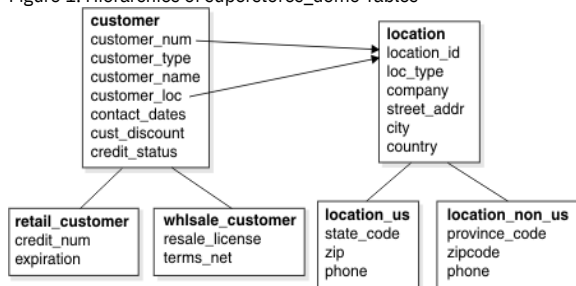 Figure 1. Hierarchies of superstores_demo Tables
customer
customer_num
customer_type
customer_name
customer_loc
contact_dates
cust_discount
credit_status
location
location_id
loc_type
company
street_addr
city
country
retail_customer
credit_num
expiration
whlsale_customer
resale_license
terms_net
location_us
state_code
zip
phone
location_non_us
province_code
zipcode
phone